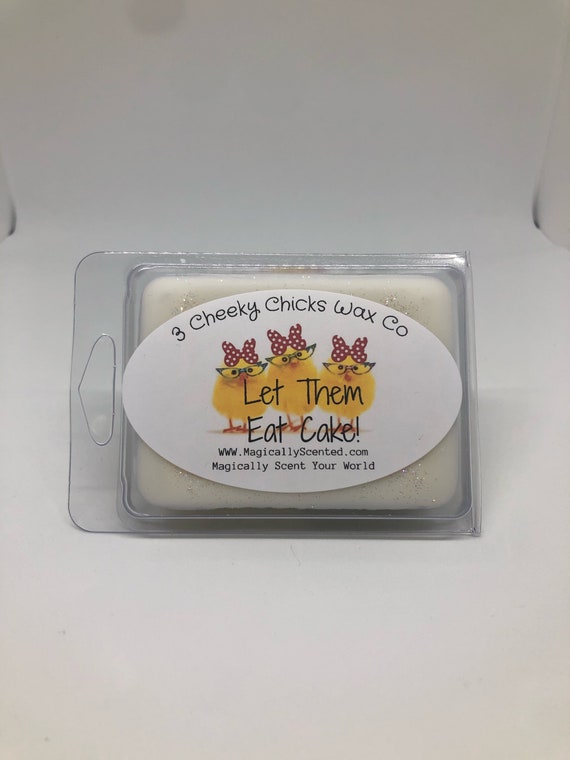 3 Cheeky Chicks Wax Co
Let Them
Eat Cake!
WWW.MagicallyScented.com
Magically Scent Your World